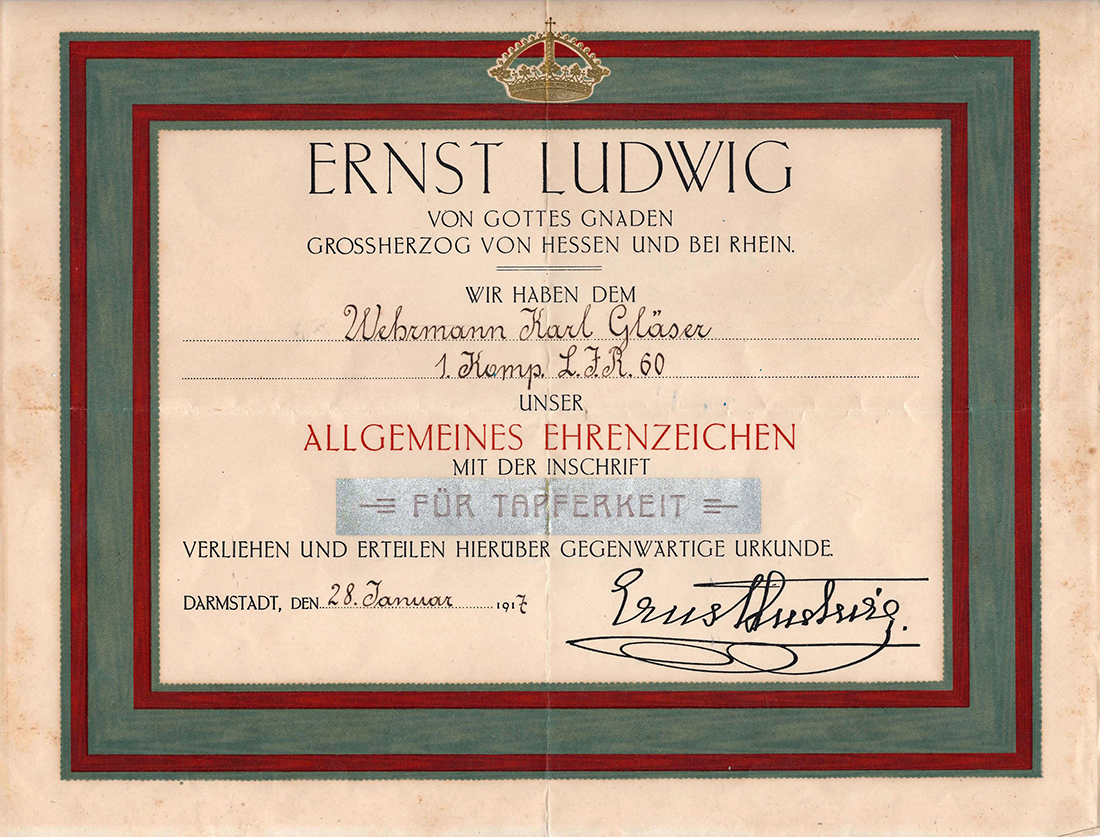 ERNST LUDWIG
VON GOTTES GNADEN
GROSSHERZOG VON HESSEN UND BEI RHEIN.
WIR HABEN DEM
Wehrmann Karl Gläser
1. Komp. L.J.R. 60
UNSER
ALLGEMEINES EHRENZEICHEN
MIT DER INSCHRIFT
FÜR TAPFERKEIT
VERLIEHEN UND ERTEILEN HIERÜBER GEGENWÄRTIGE URKUNDE.
DARMSTADT, DEN 28. Januar 1917
Ernst Ludwig.